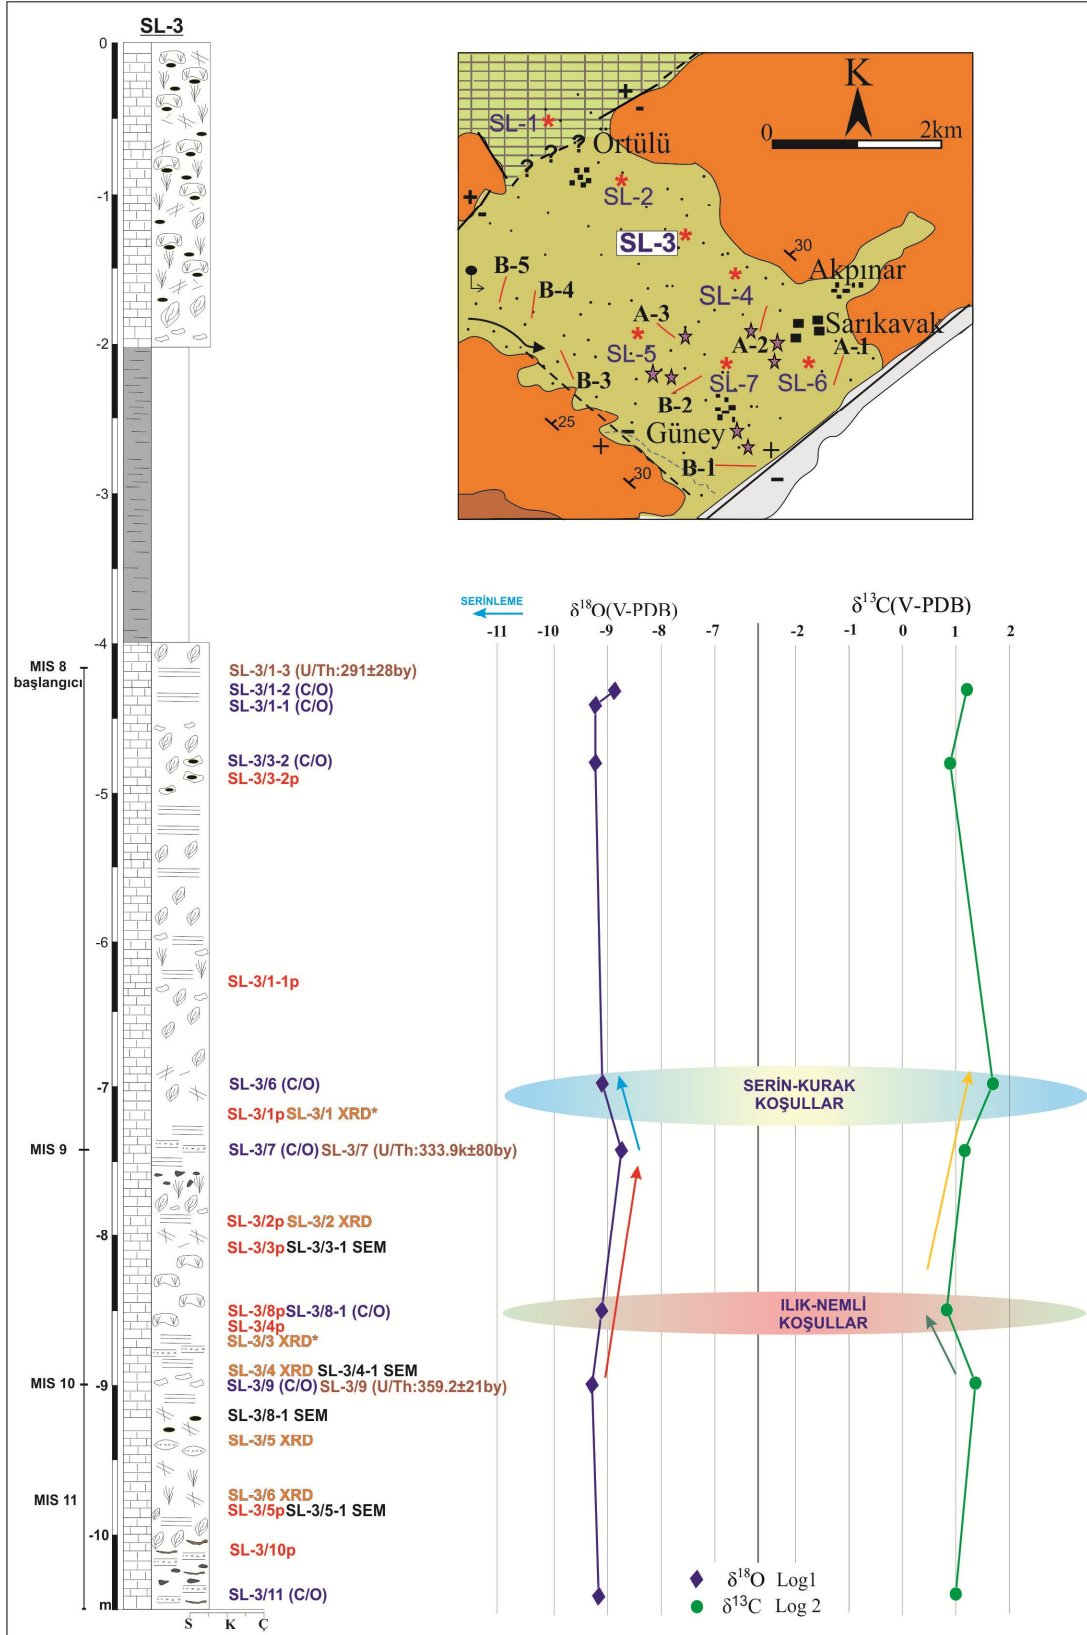 SL-3
0
-1
-2
-3
-4
-5
-6
-7
-8
-9
-10
m
S K Ç
MIS 8
başlangıcı
MIS 9
MIS 10
MIS 11
K
0 2km
SL-1
Örtülü
? ? ?
SL-2
SL-3
30
Akpınar
SL-4
B-5
B-4
A-3
Sarıkavak
A-2
A-1
SL-5
B-3
SL-7
SL-6
B-2
25
Güney
B-1
30
+ -
+ -
+ -
+ -
SERİNLEME
δ18O(V-PDB)
δ13C(V-PDB)
-11 -10 -9 -8 -7 -2 -1 0 1 2
SL-3/1-3 (U/Th:291±28by)
SL-3/1-2 (C/O)
SL-3/1-1 (C/O)
SL-3/3-2 (C/O)
SL-3/3-2p
SL-3/1-1p
SL-3/6 (C/O)
SL-3/1p SL-3/1 XRD*
SL-3/7 (C/O) SL-3/7 (U/Th:333.9k±80by)
SL-3/2p SL-3/2 XRD
SL-3/3p SL-3/3-1 SEM
SL-3/8p SL-3/8-1 (C/O)
SL-3/4p
SL-3/3 XRD*
SL-3/4 XRD SL-3/4-1 SEM
SL-3/9 (C/O) SL-3/9 (U/Th:359.2±21by)
SL-3/8-1 SEM
SL-3/5 XRD
SL-3/6 XRD
SL-3/5p SL-3/5-1 SEM
SL-3/10p
SL-3/11 (C/O)
SERİN-KURAK
KOŞULLAR
ILIK-NEMLİ
KOŞULLAR
δ18O Log1
δ13C Log 2